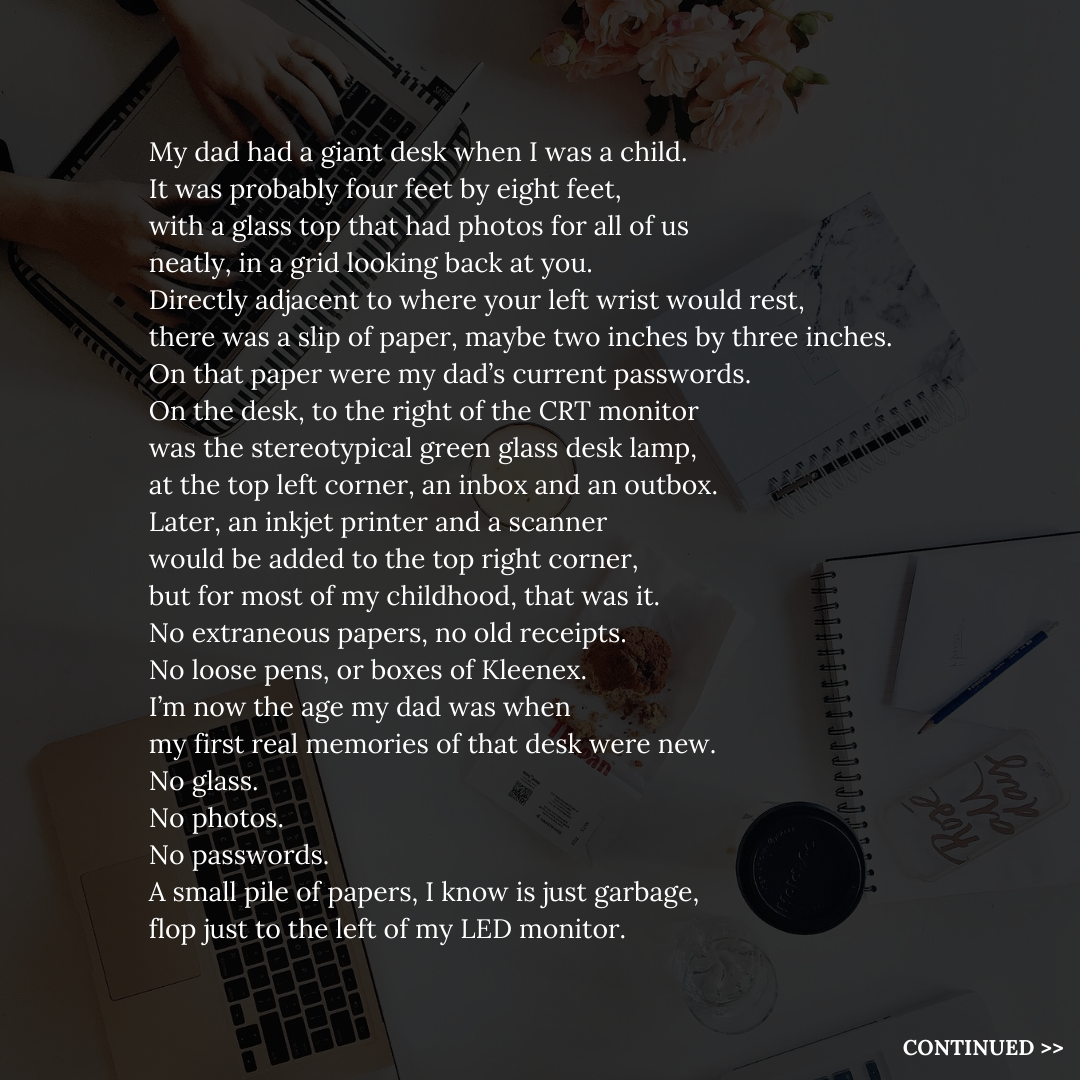 My dad had a giant desk when I was a child.
It was probably four feet by eight feet,
with a glass top that had photos for all of us
neatly, in a grid looking back at you.
Directly adjacent to where your left wrist would rest,
there was a slip of paper, maybe two inches by three inches.
On that paper were my dad’s current passwords.
On the desk, to the right of the CRT monitor
was the stereotypical green glass desk lamp,
at the top left corner, an inbox and an outbox.
Later, an inkjet printer and a scanner
would be added to the top right corner,
but for most of my childhood, that was it.
No extraneous papers, no old receipts.
No loose pens, or boxes of Kleenex.
I’m now the age my dad was when
my first real memories of that desk were new.
No glass.
No photos.
No passwords.
A small pile of papers, I know is just garbage,
flop just to the left of my LED monitor.
Rosé
all
day
CONTINUED >>